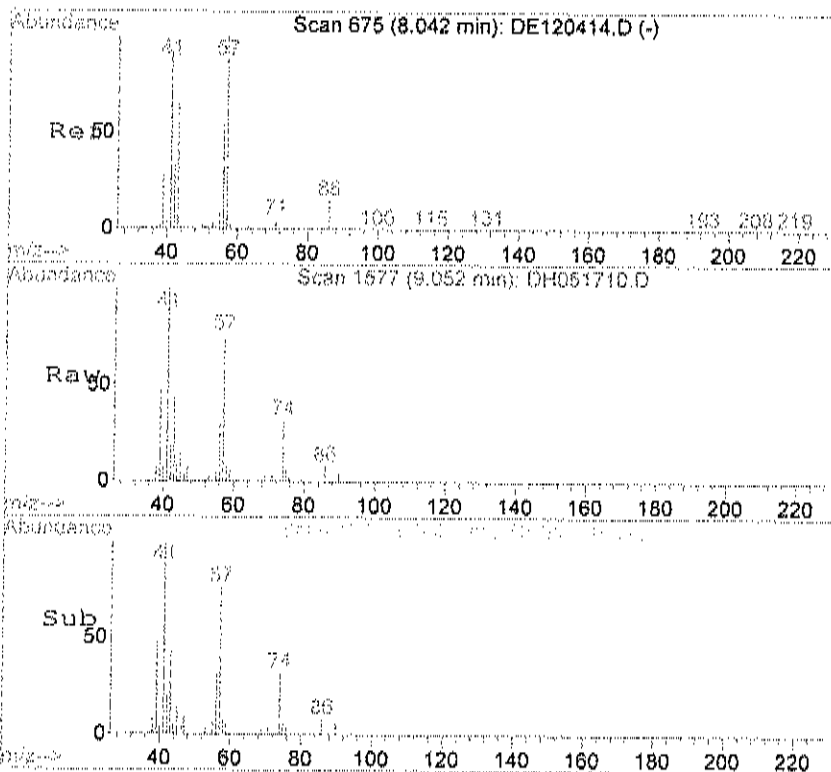 Abundance
Scan 675 (8.042 min): DE120414.D (-)
41 57
Ref 50
71 86 100 115 131 193 208 219
0
m/z--> 40 60 80 100 120 140 160 180 200 220
Abundance
Scan 1577 (9.052 min): DH051710.D
41
57
Raw 50
74
86
0
m/z--> 40 60 80 100 120 140 160 180 200 220
Abundance
57
Sub 50
74
86
0
m/z--> 40 60 80 100 120 140 160 180 200 220